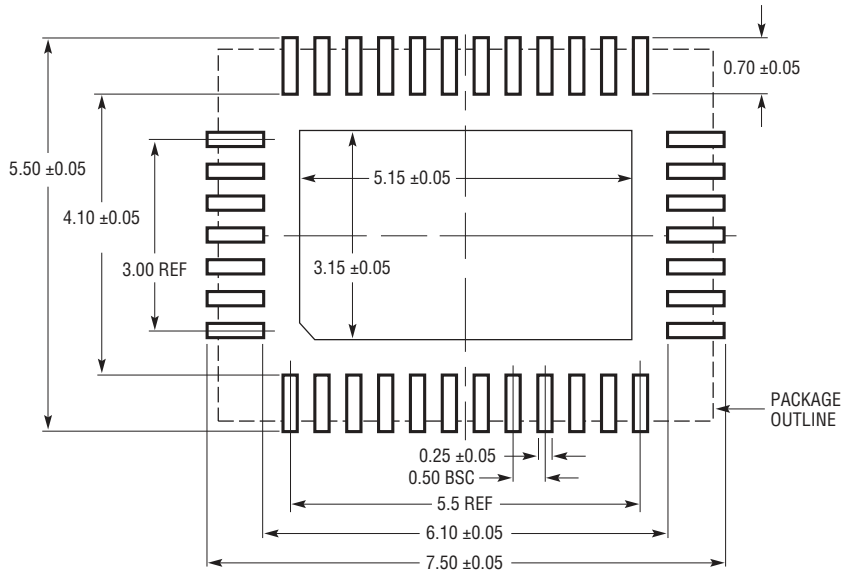 0.70 ±0.05
5.50 ±0.05
5.15 ±0.05
4.10 ±0.05
3.00 REF
3.15 ±0.05
PACKAGE
OUTLINE
0.25 ±0.05
0.50 BSC
5.5 REF
6.10 ±0.05
7.50 ±0.05